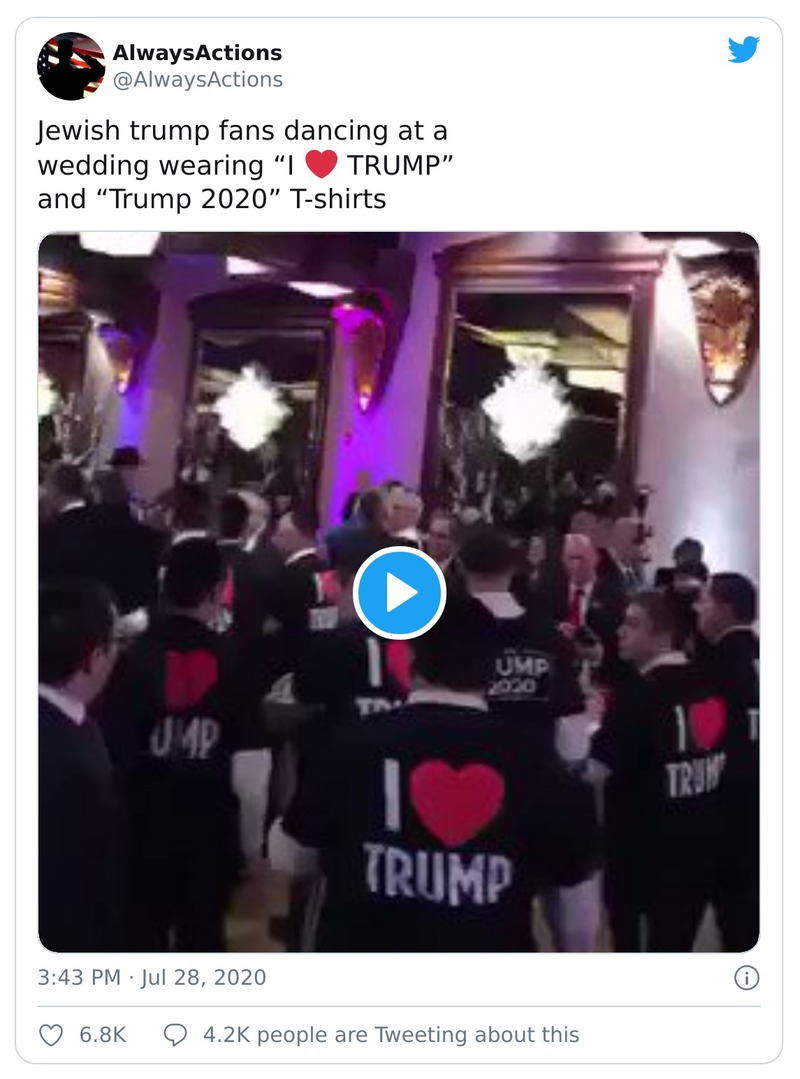 AlwaysActions
@AlwaysActions
Jewish trump fans dancing at a
wedding wearing “I ❤️ TRUMP”
and “Trump 2020” T-shirts
UMP
I
UMP
2020
I
TRUMP
I ❤️
TRUMP
3:43 PM · Jul 28, 2020
6.8K 4.2K people are Tweeting about this